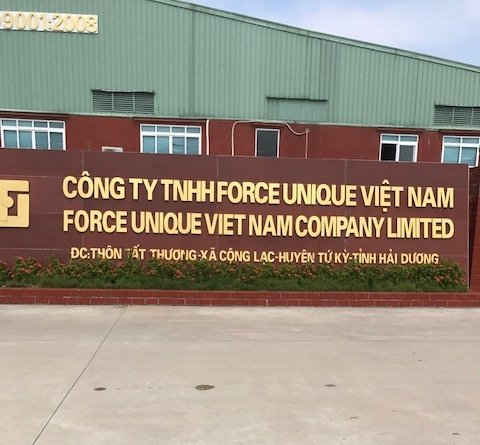 9001:2008
CÔNG TY TNHH FORCE UNIQUE VIỆT NAM
FORCE UNIQUE VIET NAM COMPANY LIMITED
ĐC:THÔN TẤT THƯỢNG-XÃ CỘNG LẠC-HUYỆN TỨ KỲ-TỈNH HẢI DƯƠNG